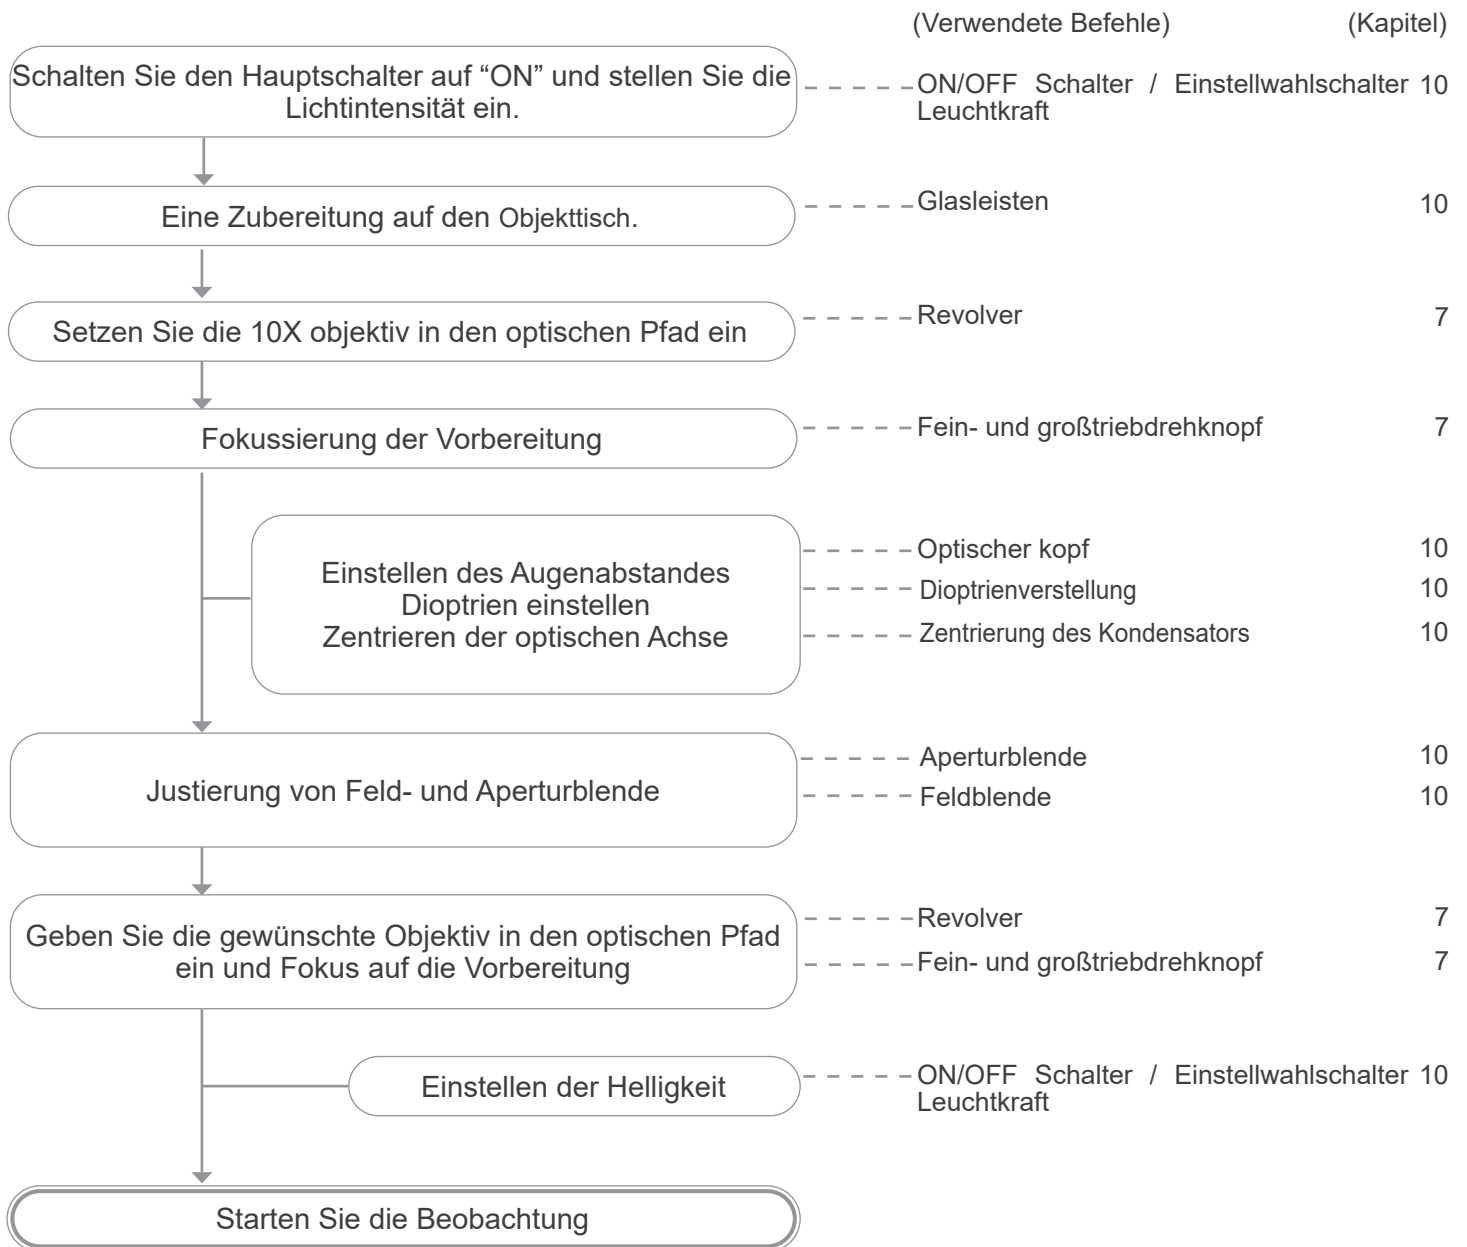 (Verwendete Befehle) (Kapitel)
Schalten Sie den Hauptschalter auf “ON” und stellen Sie die
Lichtintensität ein.
ON/OFF Schalter / Einstellwahlschalter 10
Leuchtkraft
Eine Zubereitung auf den Objekttisch.
Glasleisten 10
Setzen Sie die 10X objektiv in den optischen Pfad ein
Revolver 7
Fokussierung der Vorbereitung
Fein- und großtriebdrehknopf 7
Einstellen des Augenabstandes
Dioptrien einstellen
Zentrieren der optischen Achse
Optischer kopf 10
Dioptrienverstellung 10
Zentrierung des Kondensators 10
Justierung von Feld- und Aperturblende
Aperturblende 10
Feldblende 10
Geben Sie die gewünschte Objektiv in den optischen Pfad
ein und Fokus auf die Vorbereitung
Revolver 7
Fein- und großtriebdrehknopf 7
Einstellen der Helligkeit
ON/OFF Schalter / Einstellwahlschalter 10
Leuchtkraft
Starten Sie die Beobachtung